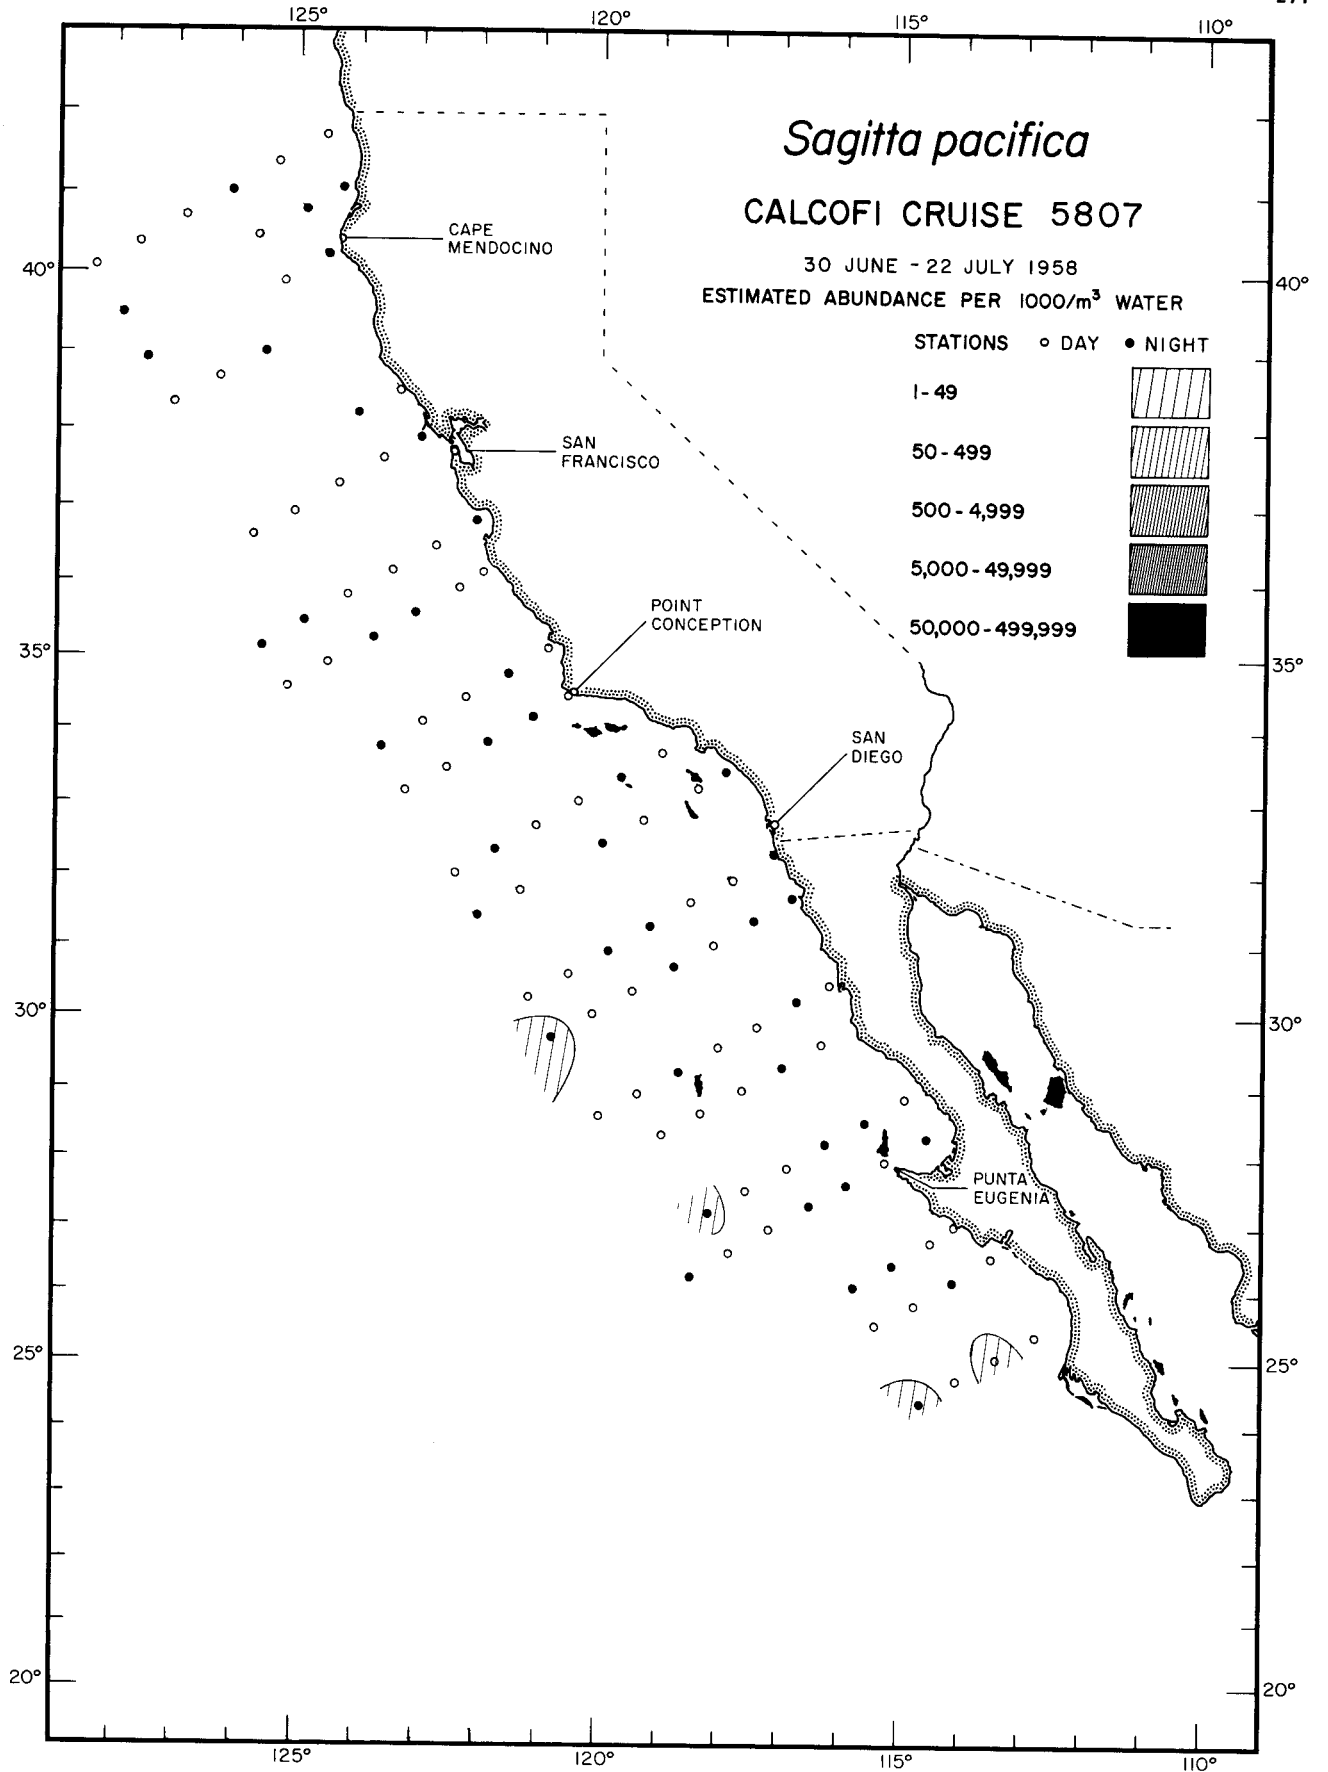 125° 120° 115° 110°
Sagitta pacifica
CALCOFI CRUISE 5807
30 JUNE - 22 JULY 1958
ESTIMATED ABUNDANCE PER 1000/m³ WATER
STATIONS ○ DAY ● NIGHT
1-49
50-499
500-4,999
5,000-49,999
50,000-499,999
CAPE
MENDOCINO
40° 40°
SAN
FRANCISCO
POINT
CONCEPTION
35° 35°
SAN
DIEGO
30° 30°
PUNTA
EUGENIA
25° 25°
20° 20°
125° 120° 115° 110°